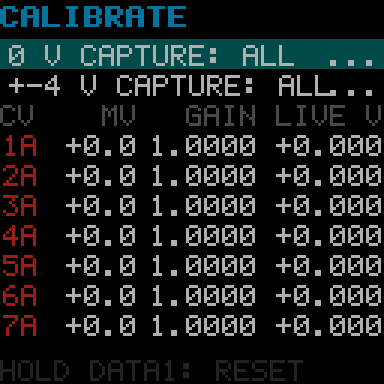 CALIBRATE
0 V CAPTURE: ALL ...
+-4 V CAPTURE: ALL...
CV MV GAIN LIVE V
1A +0.0 1.0000 +0.000
2A +0.0 1.0000 +0.000
3A +0.0 1.0000 +0.000
4A +0.0 1.0000 +0.000
5A +0.0 1.0000 +0.000
6A +0.0 1.0000 +0.000
7A +0.0 1.0000 +0.000
HOLD DATA1: RESET